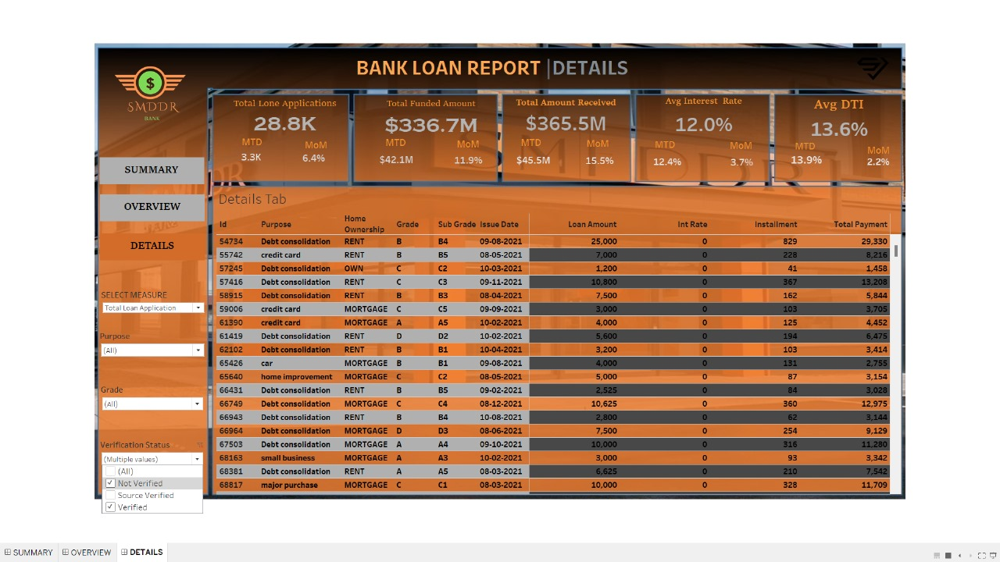 BANK LOAN REPORT |DETAILS
$
SMDDR
BANK
Total Lone Applications
28.8K
MTD
MoM
3.3K
6.4%
Total Funded Amount
$336.7M
MTD
MoM
$42.1M
11.9%
Total Amount Received
$365.5M
MTD
MoM
$45.5M
15.5%
Avg Interest Rate
12.0%
MTD
MoM
12.4%
3.7%
Avg DTI
13.6%
MTD
MoM
13.9%
2.2%
SUMMARY
OVERVIEW
DETAILS
SELECT MEASURE
Total Loan Application
Purpose
(All)
Grade
(All)
Verification Status
(Multiple values)
(All)
Not Verified
Source Verified
Verified
Details Tab
Id Purpose Home Ownership Grade Sub Grade Issue Date Loan Amount Int Rate Installment Total Payment
54734 Debt consolidation RENT B B4 09-08-2021 25,000 0 829 29,330
55742 credit card RENT B B5 08-05-2021 7,000 0 228 8,216
57245 Debt consolidation OWN C C2 10-03-2021 1,200 0 41 1,458
57416 Debt consolidation RENT C C3 09-11-2021 10,800 0 367 13,208
58915 Debt consolidation RENT B B3 08-04-2021 7,500 0 162 5,844
59006 credit card MORTGAGE C C5 09-09-2021 3,000 0 103 3,705
61390 credit card MORTGAGE A A5 10-02-2021 4,000 0 125 4,452
61419 Debt consolidation RENT D D2 10-02-2021 5,600 0 194 6,475
62102 Debt consolidation RENT B B1 10-04-2021 3,200 0 103 3,414
65426 car MORTGAGE B B1 09-08-2021 4,000 0 131 2,755
65640 home improvement MORTGAGE C C2 08-05-2021 5,000 0 87 3,154
66431 Debt consolidation RENT B B5 09-02-2021 2,525 0 84 3,028
66749 Debt consolidation MORTGAGE C C4 08-12-2021 10,625 0 360 12,975
66943 Debt consolidation RENT B B4 10-08-2021 2,800 0 62 3,144
66964 Debt consolidation MORTGAGE D D3 08-06-2021 7,500 0 254 9,129
67503 Debt consolidation MORTGAGE A A4 09-10-2021 10,000 0 316 11,280
68163 small business MORTGAGE A A3 10-02-2021 3,000 0 93 3,342
68381 Debt consolidation RENT A A5 08-03-2021 6,625 0 210 7,542
68817 major purchase MORTGAGE C C1 08-03-2021 10,000 0 328 11,709
SUMMARY OVERVIEW DETAILS